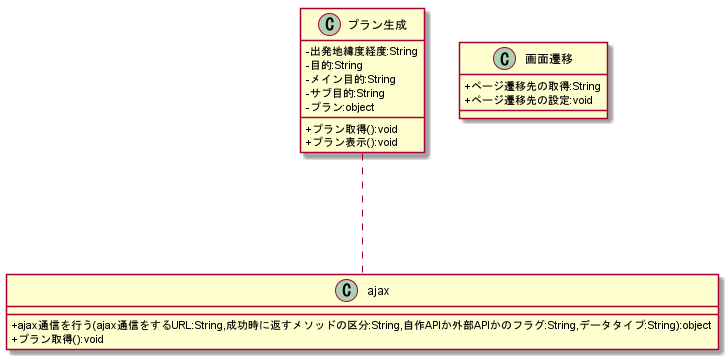 C プラン生成
-出発地緯度経度:String
-目的:String
-メイン目的:String
-サブ目的:String
-プラン:object
+プラン取得():void
+プラン表示():void
C 画面遷移
+ページ遷移先の取得:String
+ページ遷移先の設定:void
C ajax
+ajax通信を行う(ajax通信をするURL:String,成功時に返すメソッドの区分:String,自作APIか外部APIかのフラグ:String,データタイプ:String):object
+プラン取得():void